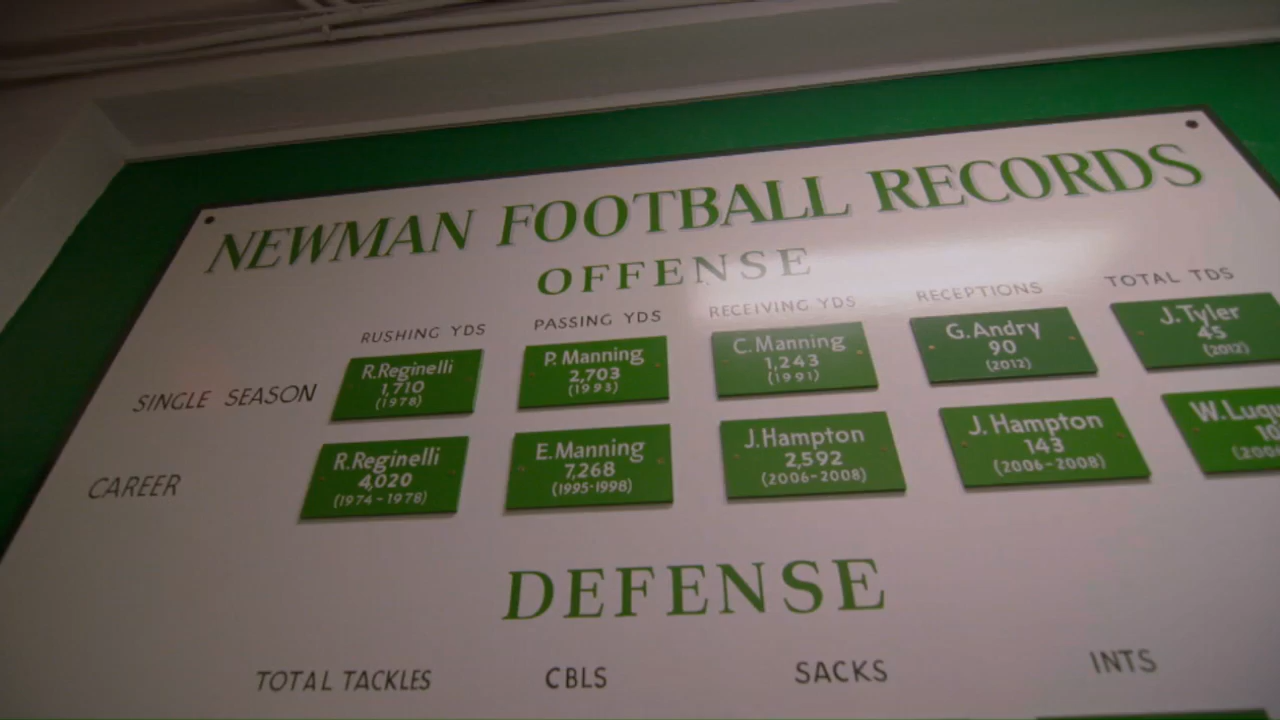 NEWMAN FOOTBALL RECORDS
OFFENSE
RUSHING YDS PASSING YDS RECEIVING YDS RECEPTIONS TOTAL TDS
SINGLE SEASON
R.Reginelli
1,710
(1978)
P. Manning
2,703
(1993)
C.Manning
1,243
(1991)
G.Andry
90
(2012)
J.Tyler
45
(2012)
CAREER
R.Reginelli
4,020
(1974-1978)
E.Manning
7,268
(1995-1998)
J.Hampton
2,592
(2006-2008)
J.Hampton
143
(2006-2008)
DEFENSE
TOTAL TACKLES CBLS SACKS INTS